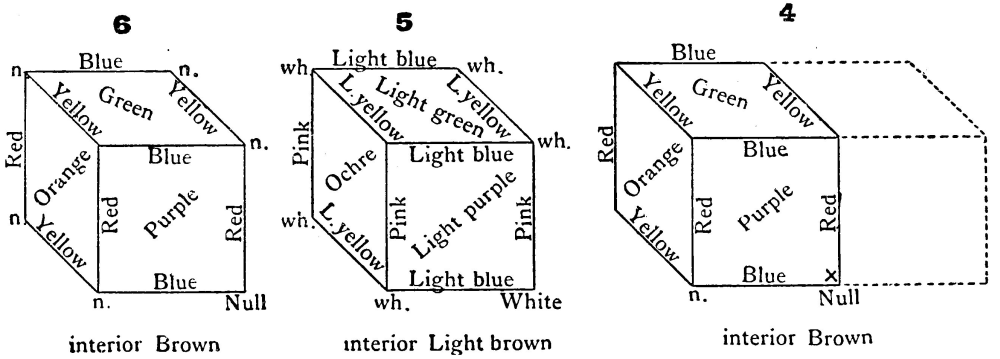 6
5
4
Blue
n.
n.
Yellow
Green
Yellow
Red
Blue
n.
Orange
Red
Purple
Red
n.
Yellow
Blue
n.
Null
interior Brown
Light blue
wh.
wh.
L. yellow
Light green
L. yellow
Pink
Light blue
wh.
Ochre
Pink
Light purple
Pink
wh.
L. yellow
Light blue
wh.
White
interior Light brown
Blue
Yellow
Green
Yellow
Red
Blue
Orange
Red
Purple
Red
Yellow
Blue
x
n.
Null
interior Brown